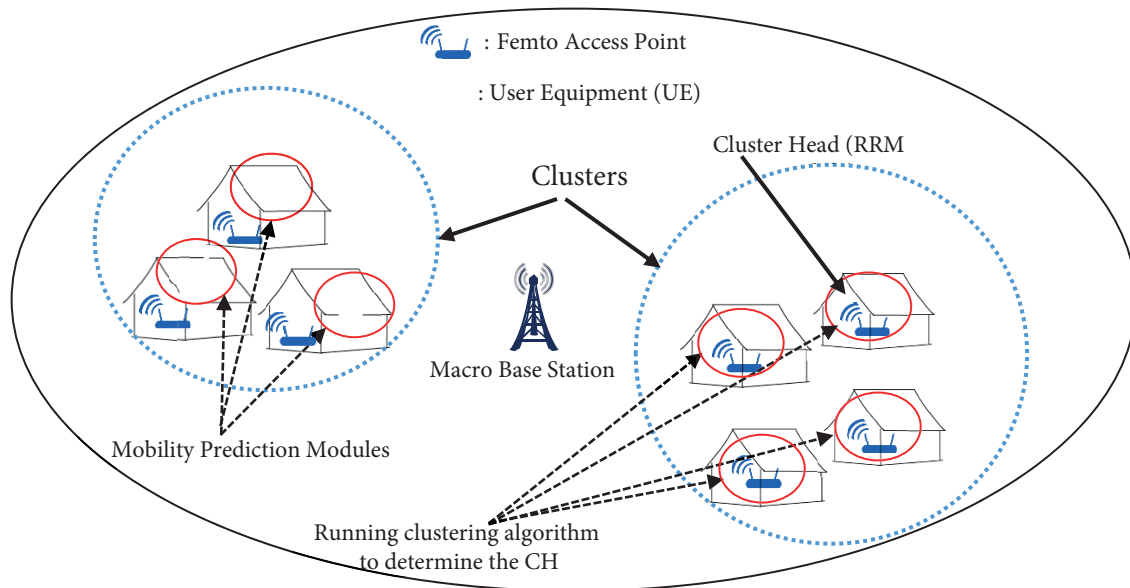 : Femto Access Point
: User Equipment (UE)
Cluster Head (RRM
Clusters
Macro Base Station
Mobility Prediction Modules
Running clustering algorithm
to determine the CH